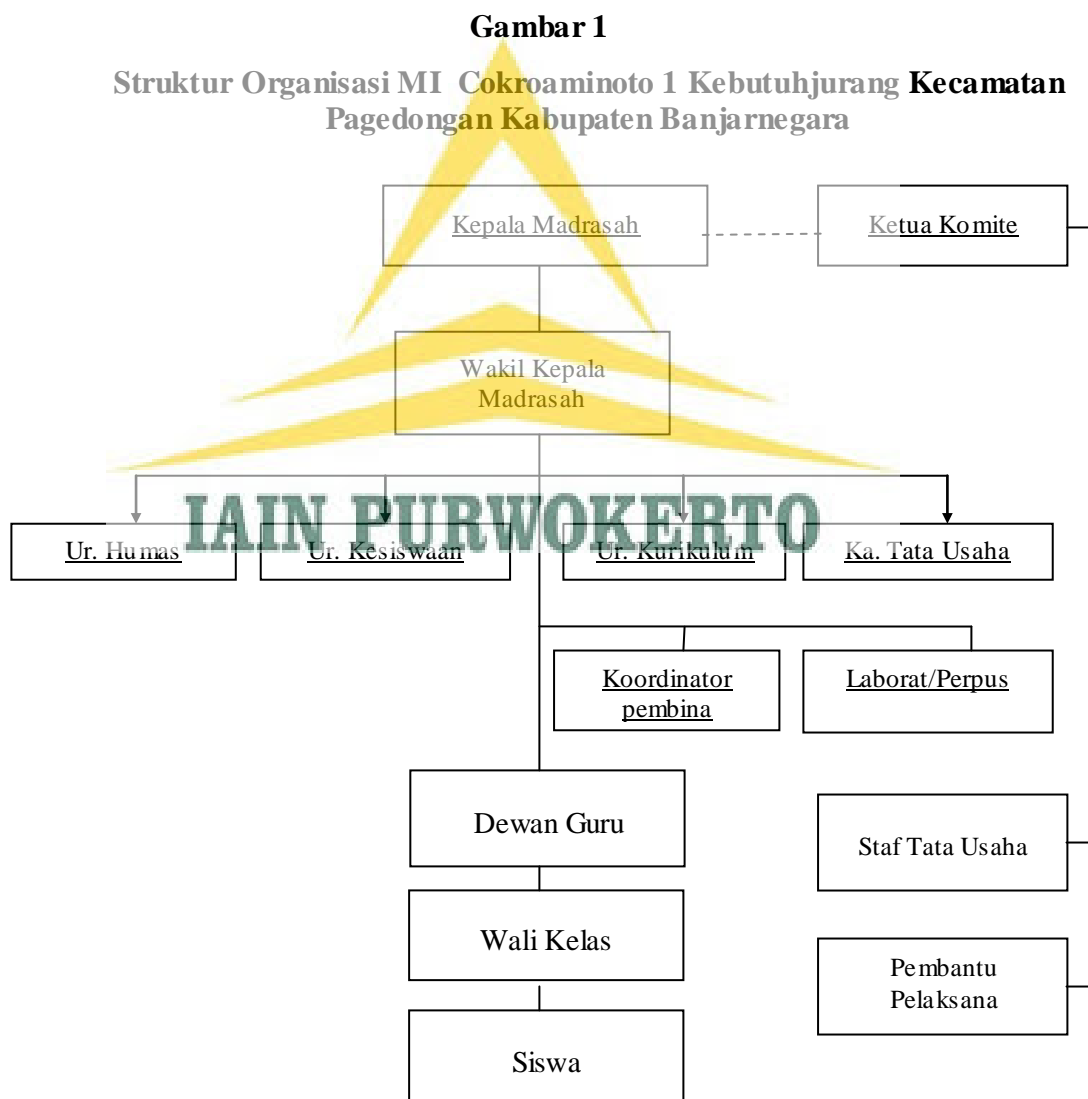 Gambar 1
Struktur Organisasi MI Cokroaminoto 1 Kebutuhjurang Kecamatan
Pagedongan Kabupaten Banjarnegara
Kepala Madrasah
Ketua Komite
Wakil Kepala
Madrasah
IAIN PURWOKERTO
Ur. Humas
Ur. Kesiswaan
Ur. Kurikulum
Ka. Tata Usaha
Koordinator
pembina
Laborat/Perpus
Dewan Guru
Staf Tata Usaha
Wali Kelas
Pembantu
Pelaksana
Siswa